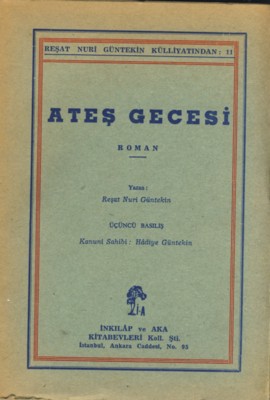 REŞAT NURİ GÜNTEKİN KÜLLİYATINDAN: 11
ATEŞ GECESİ
ROMAN
Yazan:
Reşat Nuri Güntekin
ÜÇÜNCÜ BASILIŞ
Kanunî Sahibi: Hâdiye Güntekin
İ-A
İNKILÂP ve AKA
KİTABEVLERİ Koll. Şti.
İstanbul, Ankara Caddesi, No. 95